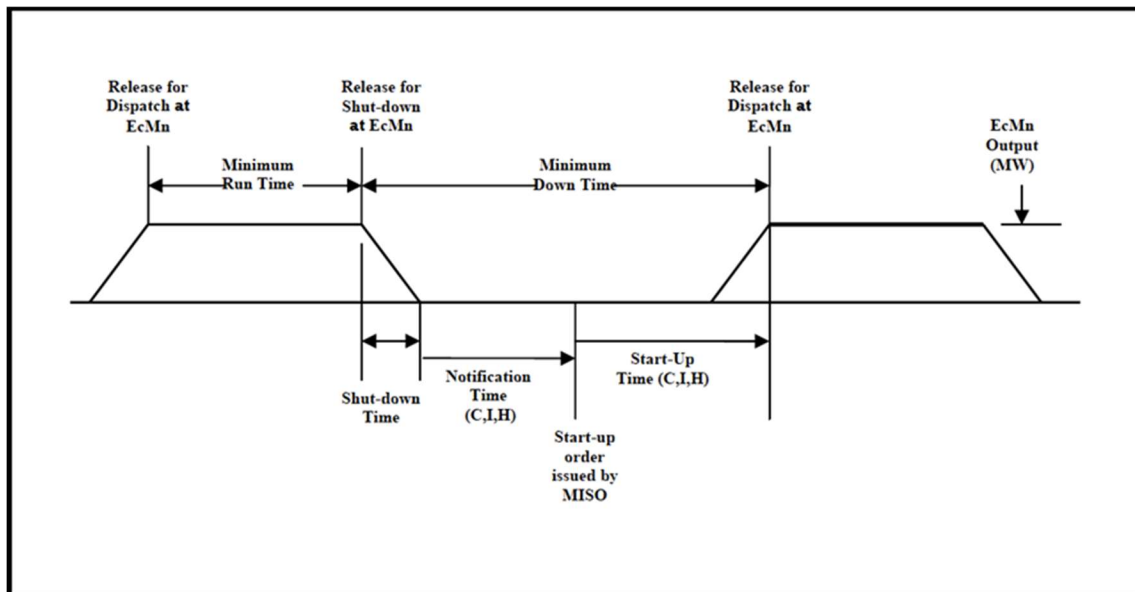 Release for
Dispatch at
EcMn
Release for
Shut-down
at EcMn
Release for
Dispatch at
EcMn
EcMn
Output
(MW)
Minimum
Run Time
Minimum
Down Time
Shut-down
Time
Notification
Time
(C,I,H)
Start-Up
Time (C,I,H)
Start-up
order
issued by
MISO